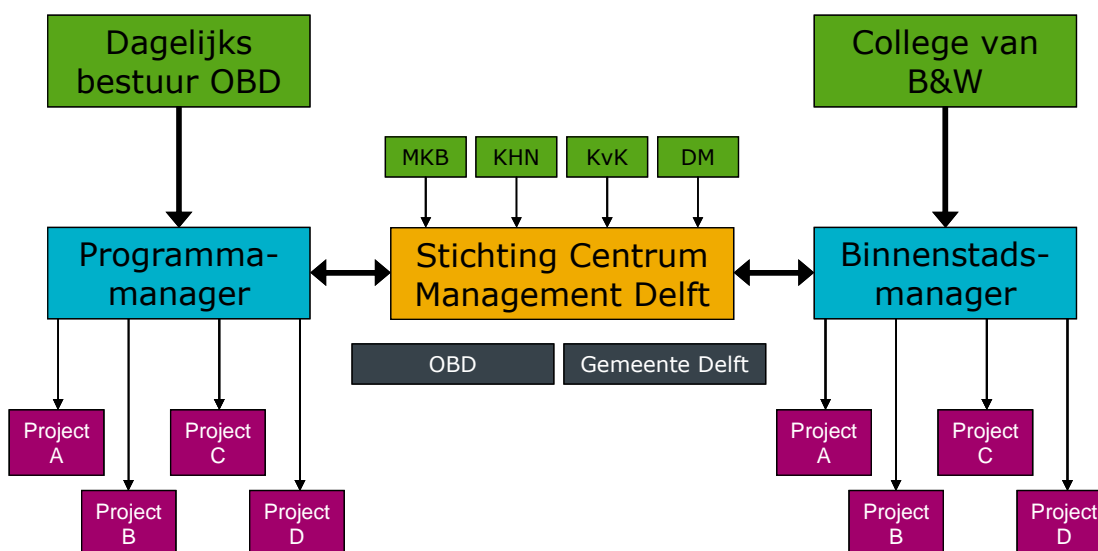 Dagelijks
bestuur OBD
College van
B&W
MKB
KHN
KvK
DM
Programma-
manager
Stichting Centrum
Management Delft
Binnenstads-
manager
OBD
Gemeente Delft
Project
A
Project
C
Project
A
Project
C
Project
B
Project
D
Project
B
Project
D